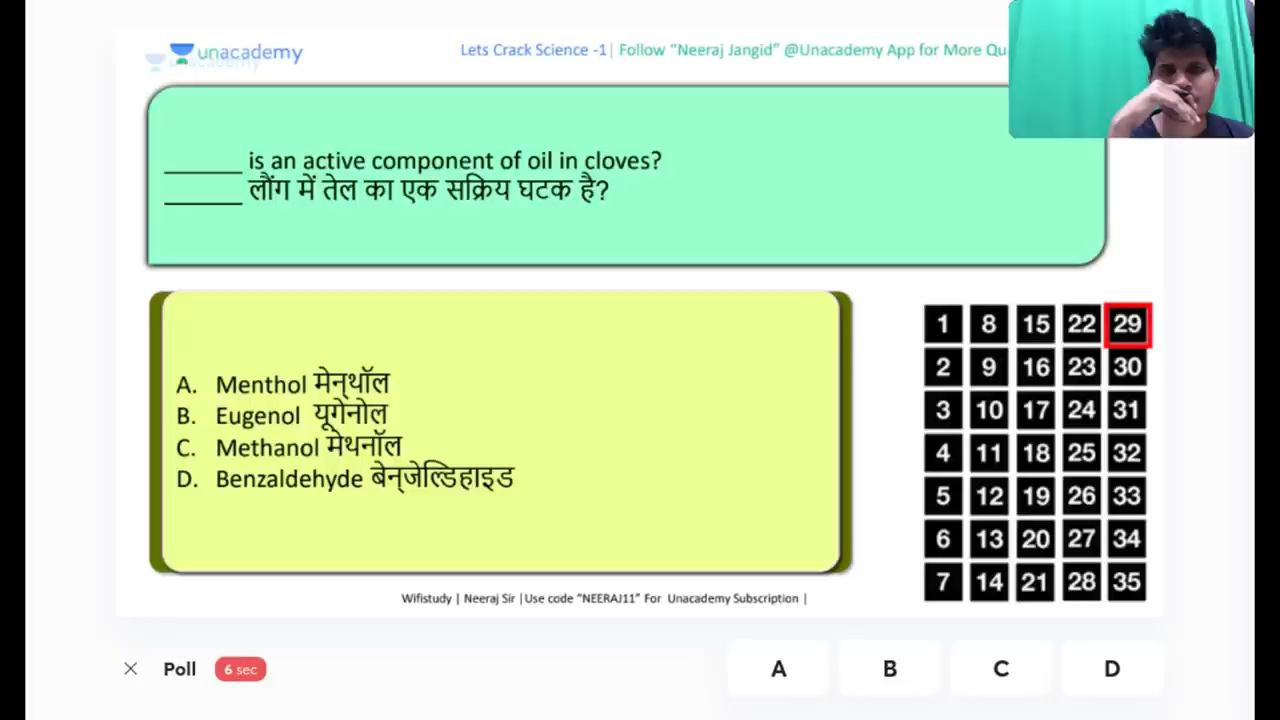 unacademy
Lets Crack Science -1| Follow “Neeraj Jangid” @Unacademy App for More Qu
______ is an active component of oil in cloves?
______ लौंग में तेल का एक सक्रिय घटक है?
A. Menthol मेन्थॉल
B. Eugenol यूगेनोल
C. Methanol मेथनॉल
D. Benzaldehyde बेन्जेल्डिहाइड
1 8 15 22 29
2 9 16 23 30
3 10 17 24 31
4 11 18 25 32
5 12 19 26 33
6 13 20 27 34
7 14 21 28 35
Wifistudy | Neeraj Sir |Use code “NEERAJ11” For Unacademy Subscription |
Poll 6 sec A B C D